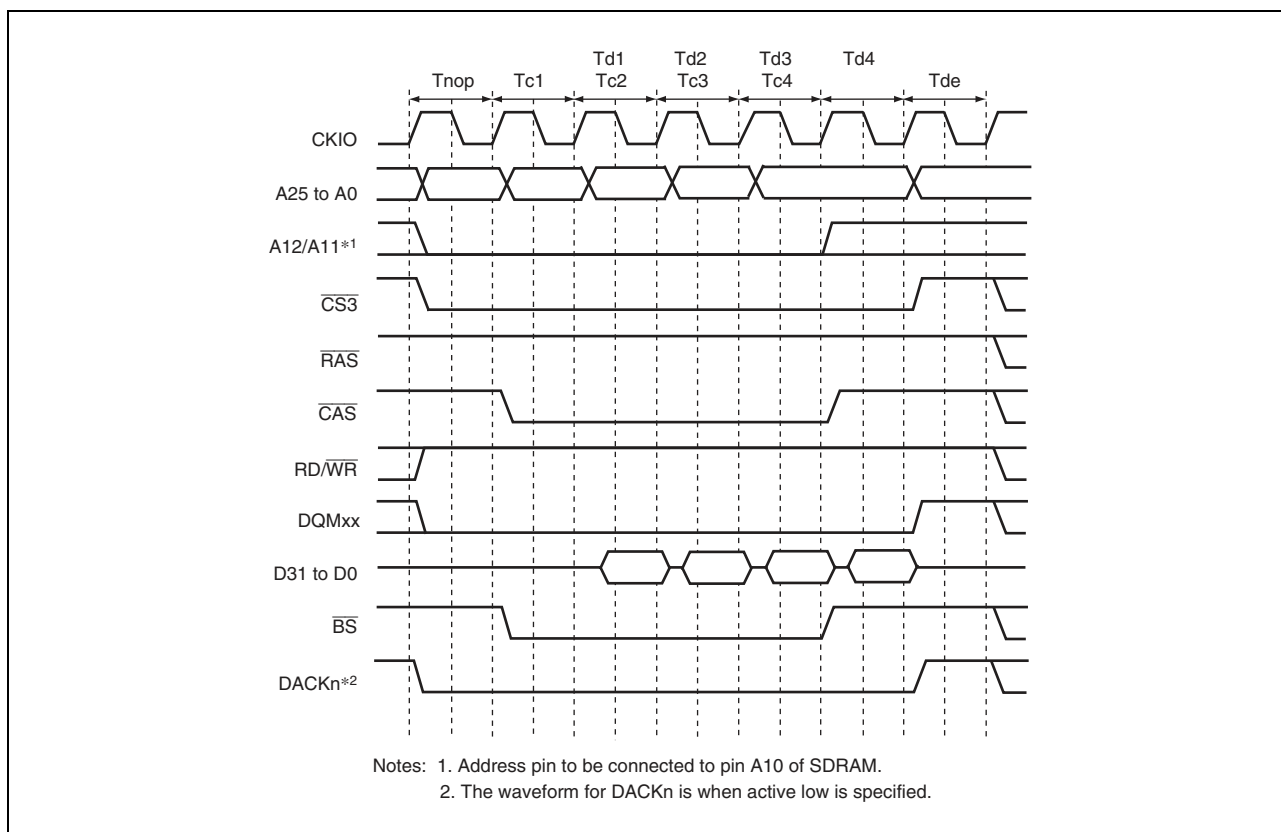 Td1 Td2 Td3 Td4
Tnop Tc1 Tc2 Tc3 Tc4 Tde
CKIO
A25 to A0
A12/A11*1
CS3
RAS
CAS
RD/WR
DQMxx
D31 to D0
BS
DACKn*2
Notes: 1. Address pin to be connected to pin A10 of SDRAM.
2. The waveform for DACKn is when active low is specified.